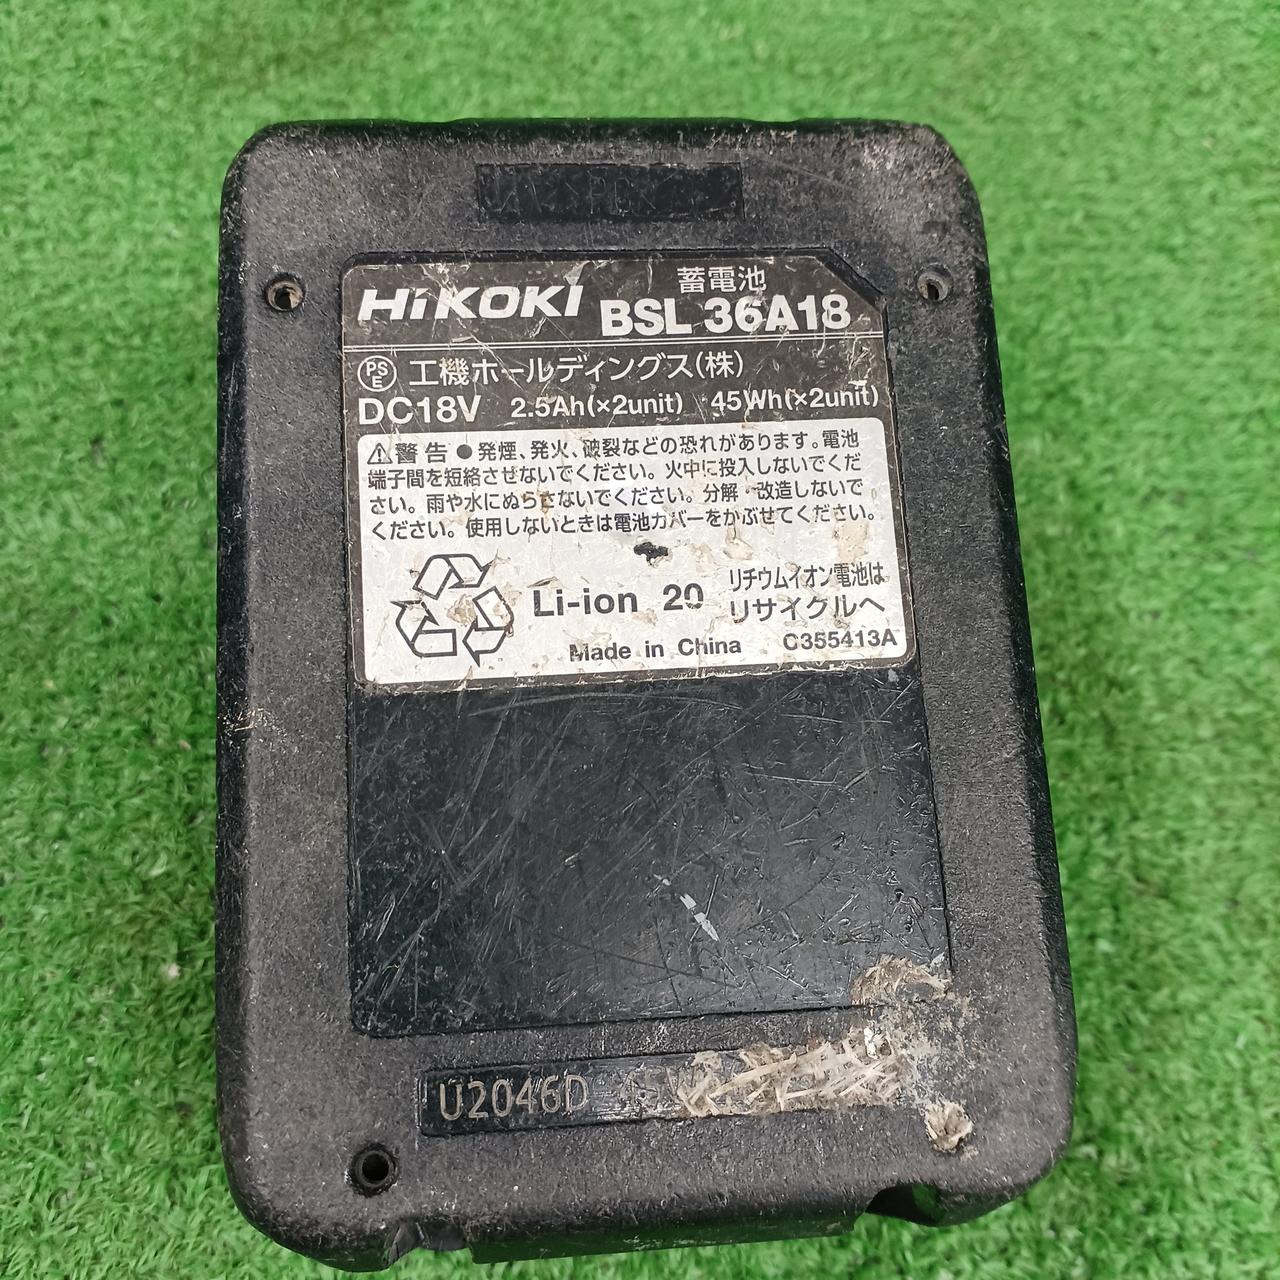 蓄電池
HiKOKI BSL 36A18
PSE 工機ホールディングス(株)
DC18V 2.5Ah(×2unit) 45Wh(×2unit)
⚠警告 ●発煙、発火、破裂などの恐れがあります。電池
端子間を短絡させないでください。火中に投入しないでくだ
さい。雨や水にぬらさないでください。分解・改造しないで
ください。使用しないときは電池カバーをかぶせてください。
Li-ion 20 リチウムイオン電池は
リサイクルへ
Made in China C355413A
U2046D